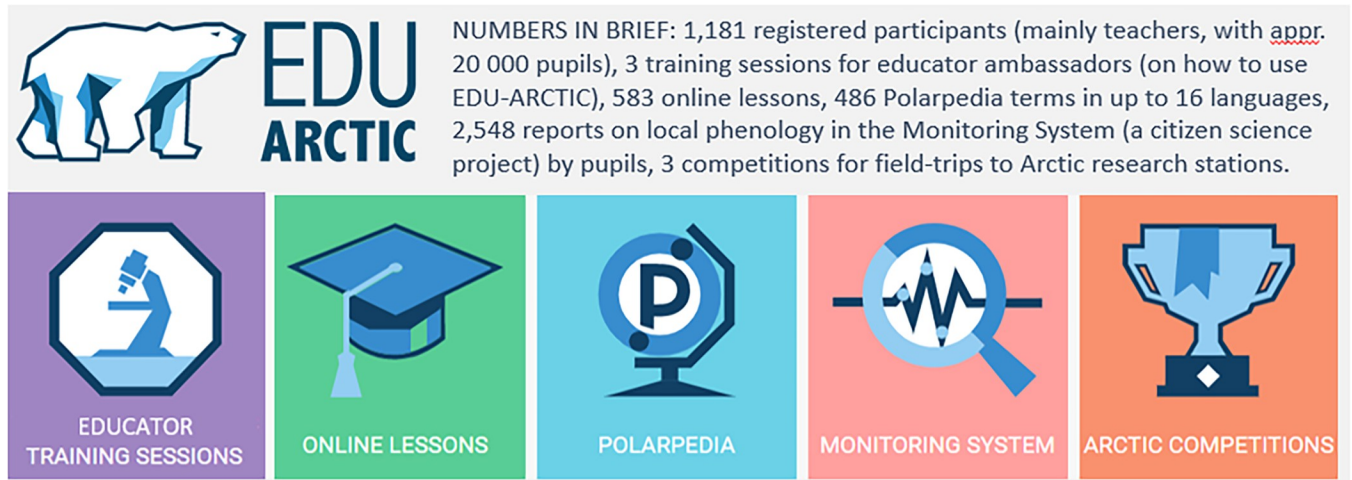 EDU
ARCTIC
NUMBERS IN BRIEF: 1,181 registered participants (mainly teachers, with appr.
20 000 pupils), 3 training sessions for educator ambassadors (on how to use
EDU-ARCTIC), 583 online lessons, 486 Polarpedia terms in up to 16 languages,
2,548 reports on local phenology in the Monitoring System (a citizen science
project) by pupils, 3 competitions for field-trips to Arctic research stations.
EDUCATOR
TRAINING SESSIONS
ONLINE LESSONS
P
POLARPEDIA
MONITORING SYSTEM
ARCTIC COMPETITIONS